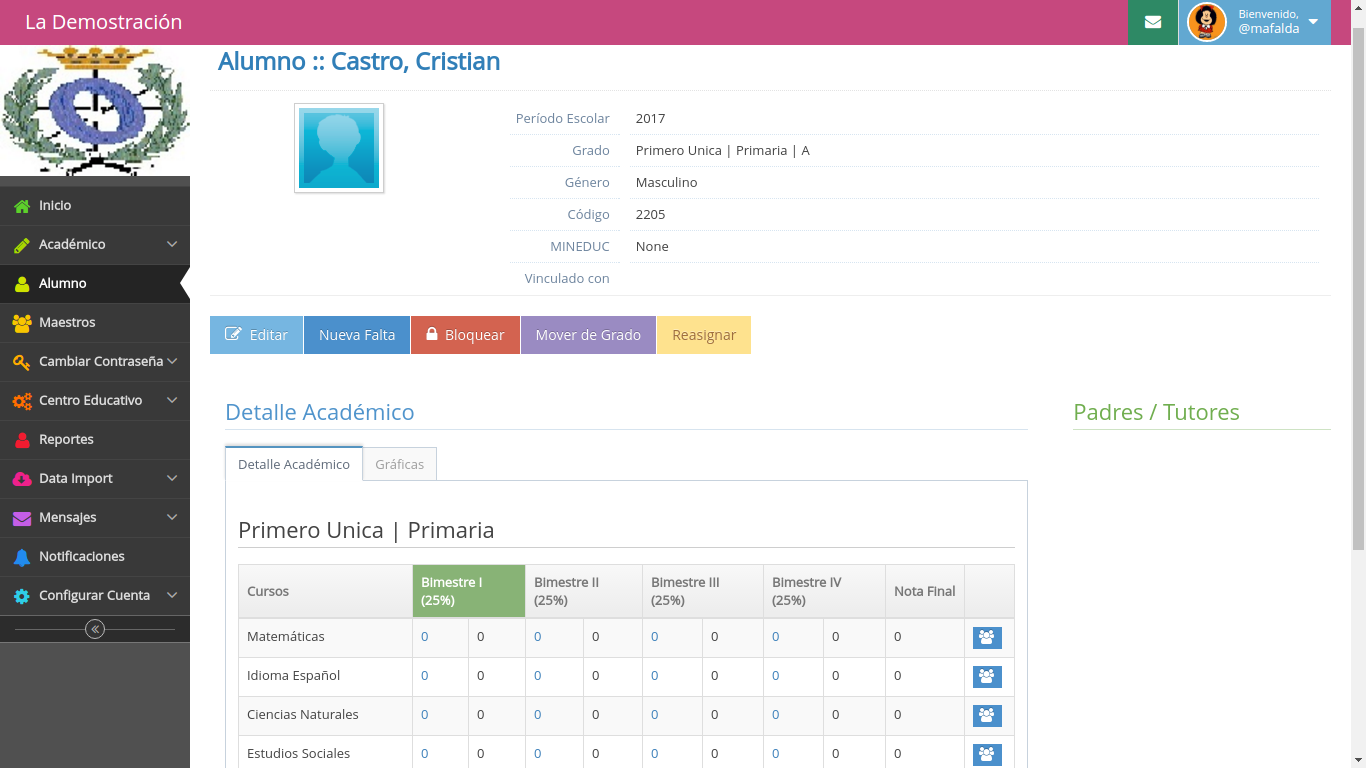 La Demostración
Bienvenido,
@mafalda
Alumno :: Castro, Cristian
Período Escolar 2017
Grado Primero Unica | Primaria | A
Género Masculino
Código 2205
MINEDUC None
Vinculado con
Inicio
Académico
Alumno
Maestros
Cambiar Contraseña
Centro Educativo
Reportes
Data Import
Mensajes
Notificaciones
Configurar Cuenta
Editar Nueva Falta Bloquear Mover de Grado Reasignar
Detalle Académico
Padres / Tutores
Detalle Académico Gráficas
Primero Unica | Primaria
Cursos Bimestre I (25%) Bimestre II (25%) Bimestre III (25%) Bimestre IV (25%) Nota Final
Matemáticas 0 0 0 0 0 0 0 0 0
Idioma Español 0 0 0 0 0 0 0 0 0
Ciencias Naturales 0 0 0 0 0 0 0 0 0
Estudios Sociales 0 0 0 0 0 0 0 0 0